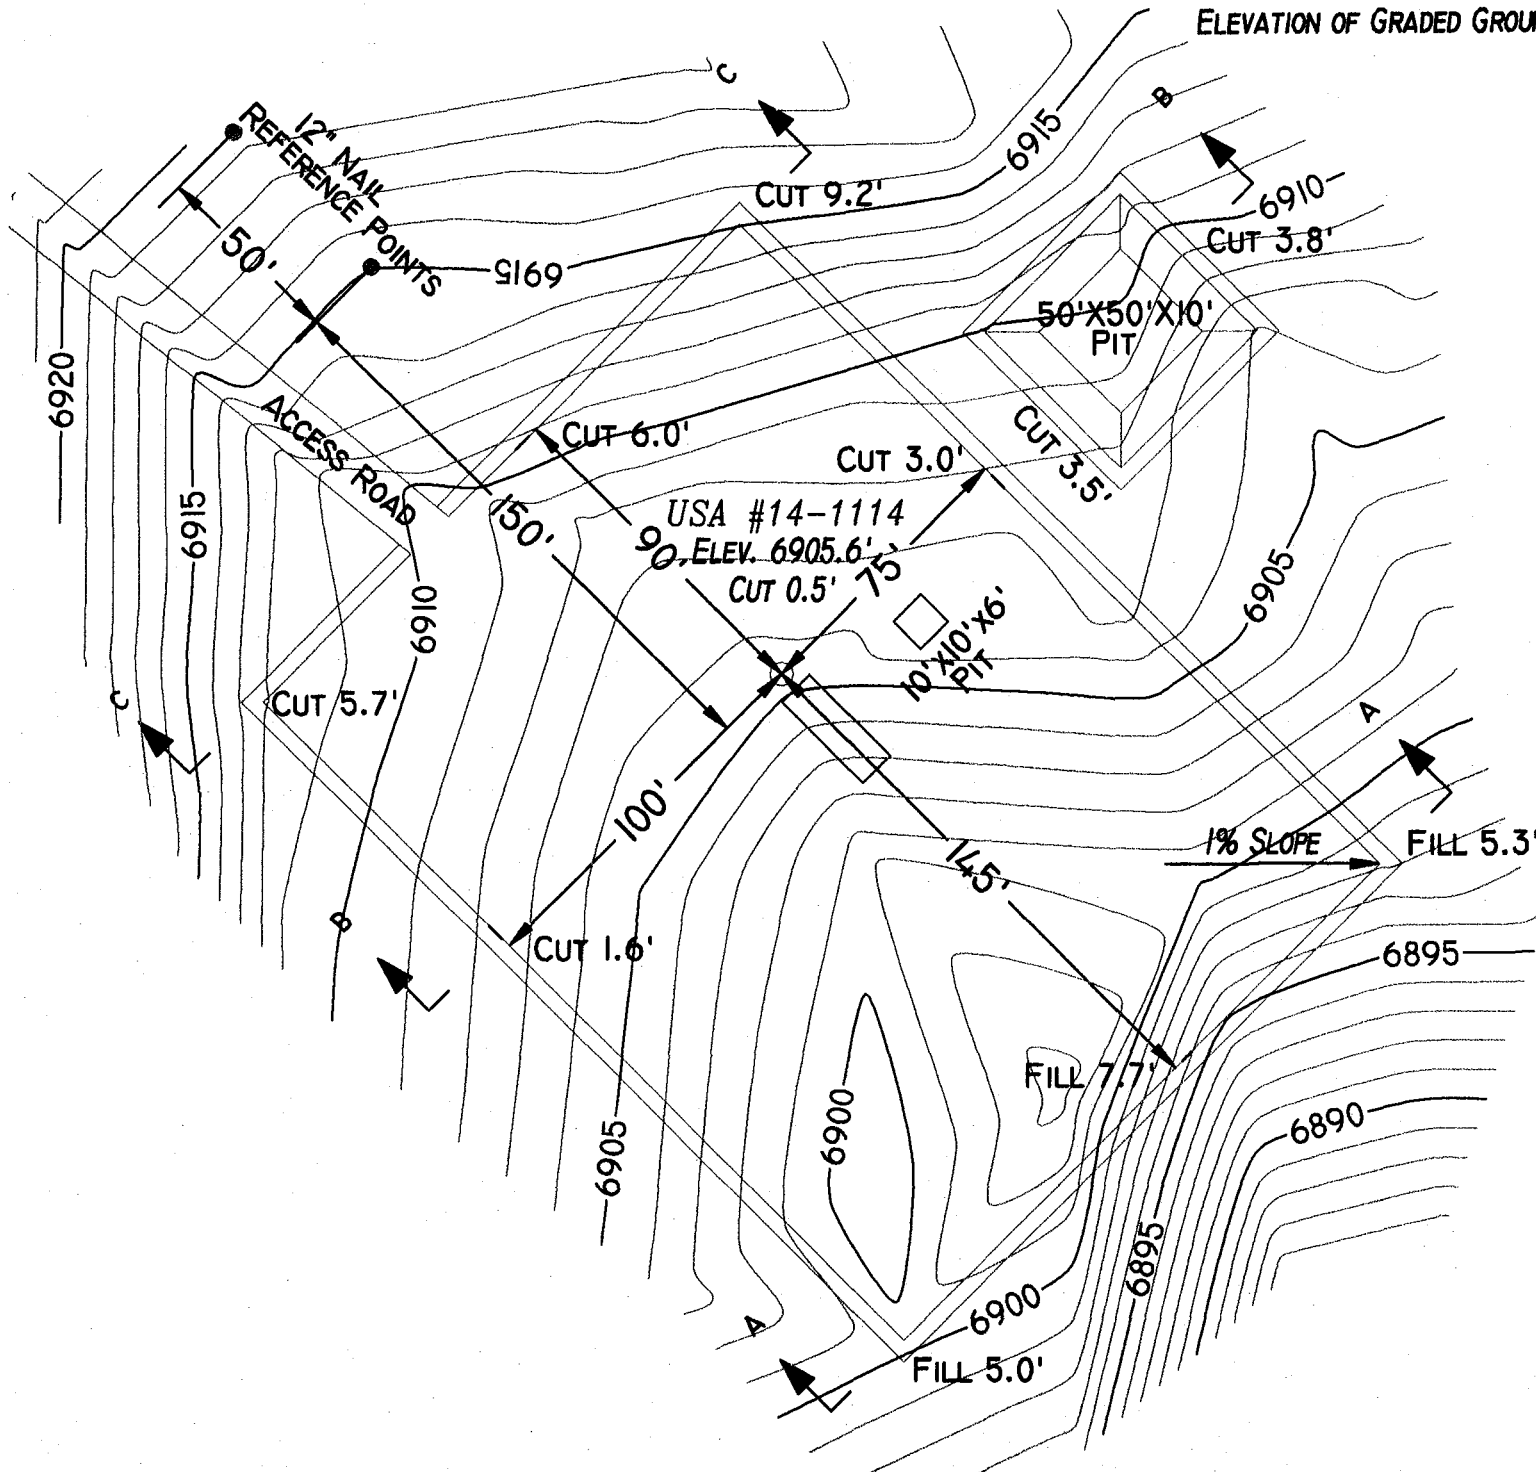 ELEVATION OF GRADED GROU
C
B
12" NAIL
REFERENCE POINTS
6915
CUT 9.2'
6910
CUT 3.8'
50'
6915
50'X50'X10'
PIT
6920
ACCESS ROAD
CUT 6.0'
CUT 3.0'
CUT 3.5'
6915
150'
USA #14-1114
90'
ELEV. 6905.6'
CUT 0.5'
75'
6905
6910
10'X10'X6'
PIT
C
CUT 5.7'
A
100'
1% SLOPE
FILL 5.3'
145'
B
CUT 1.6'
6895
FILL 7.7'
6900
6890
6905
6895
6900
A
FILL 5.0'